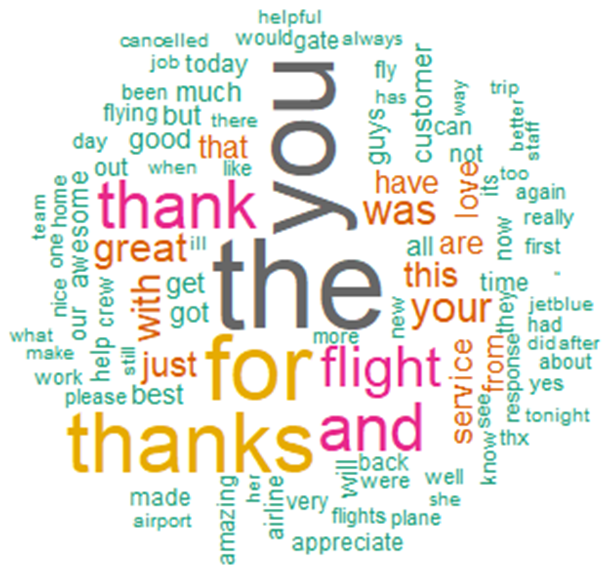 helpful
cancelled
would
gate
always
job
today
you
fly
customer
been
much
has
way
trip
flying
but
there
guys
can
better
staff
day
good
that
not
out
when
like
have
love
its
too
team
home
one
awesome
thank
was
again
really
great
ill
the
all
are
now
first
nice
our
crew
with
get
this
time
"
got
your
they
jetblue
what
make
help
still
just
for
more
new
flight
service
from
response
had
did
after
about
work
please
best
see
yes
thanks
and
know
thx
tonight
back
will
were
well
she
made
airport
amazing
her
airline
very
flights
plane
appreciate